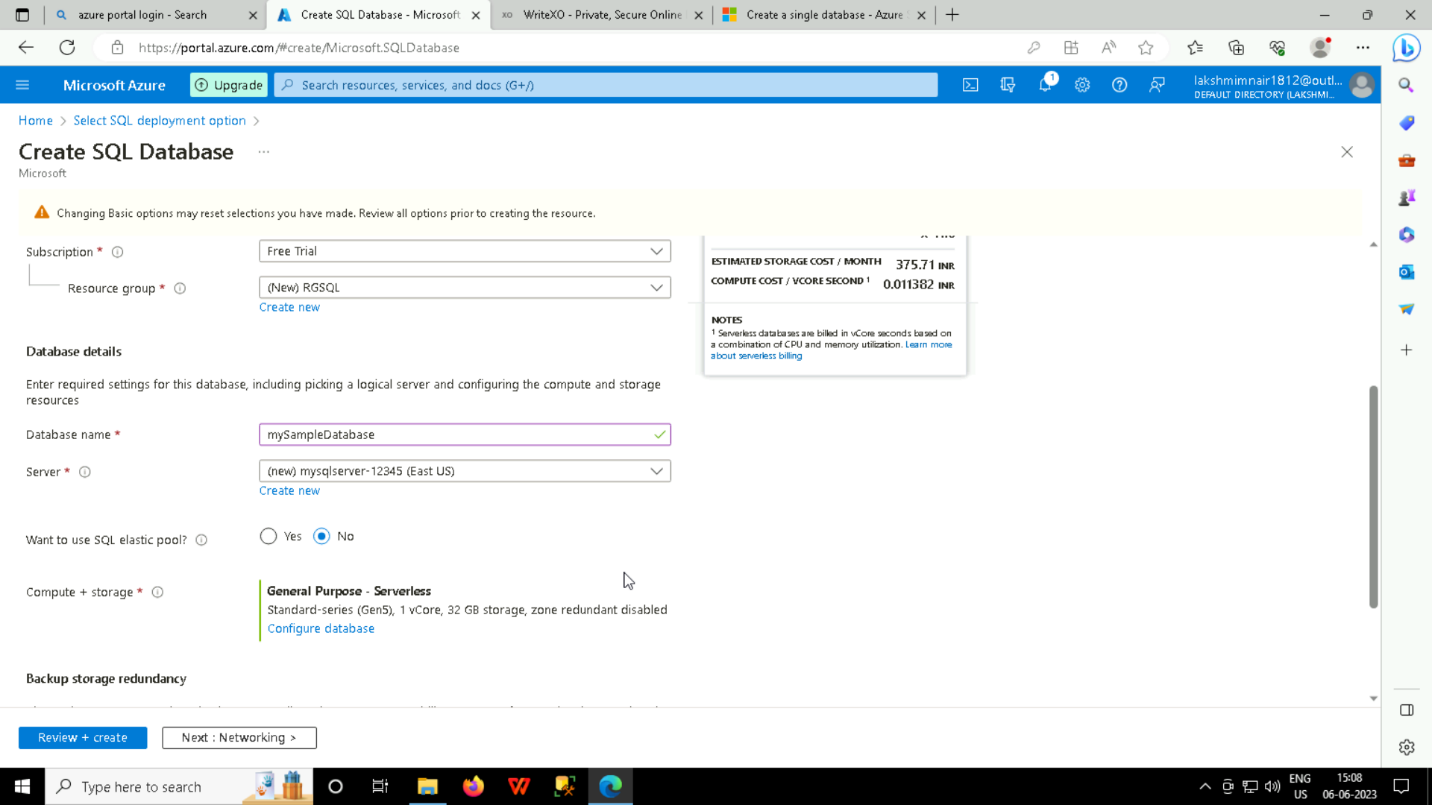 azure portal login - Search
Create SQL Database - Microsoft
XO
WriteXO - Private, Secure Online
Create a single database - Azure
https://portal.azure.com/#create/Microsoft.SQLDatabase
Microsoft Azure
Upgrade
Search resources, services, and docs (G+/)
1
lakshmimnair1812@outl...
DEFAULT DIRECTORY (LAKSHMI...
Home > Select SQL deployment option >
Create SQL Database ...
Microsoft
Changing Basic options may reset selections you have made. Review all options prior to creating the resource.
Subscription *
Free Trial
Resource group *
(New) RGSQL
Create new
ESTIMATED STORAGE COST / MONTH 375.71 INR
COMPUTE COST / VCORE SECOND 1 0.011382 INR
NOTES
1 Serverless databases are billed in vCore seconds based on
a combination of CPU and memory utilization. Learn more
about serverless billing
Database details
Enter required settings for this database, including picking a logical server and configuring the compute and storage
resources
Database name *
mySampleDatabase
Server *
(new) mysqlserver-12345 (East US)
Create new
Want to use SQL elastic pool?
Yes
No
Compute + storage *
General Purpose - Serverless
Standard-series (Gen5), 1 vCore, 32 GB storage, zone redundant disabled
Configure database
Backup storage redundancy
Review + create
Next : Networking >
Type here to search
ENG
US
15:08
06-06-2023